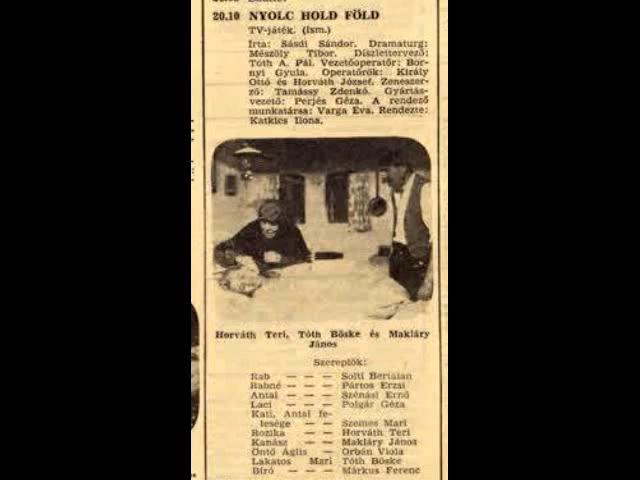 20.10 NYOLC HOLD FÖLD
TV-játék. (Ism.)
Írta: Sásdi Sándor. Dramaturg:
Mészöly Tibor. Díszlettervező:
Tóth A. Pál. Vezetőoperatőr: Bor-
nyi Gyula. Operatőrök: Király
Ottó és Horváth József. Zeneszer-
ző: Tamássy Zdenkó. Gyártás-
vezető: Perjés Géza. A rendező
munkatársa: Varga Éva. Rendezte:
Katkics Ilona.
Horváth Teri, Tóth Böske és Makláry
János
Szereplők:
Rab — — — Solti Bertalan
Rabné — — — Pártos Erzsi
Antal — — — Szénási Ernő
Laci — — — Polgár Géza
Kati, Antal fe-
lesége — — — Szemes Mari
Rozika — — — Horváth Teri
Kanász — — — Makláry János
Öntő Áglis — — Orbán Viola
Lakatos Mari Tóth Böske
Bíró — — — Márkus Ferenc